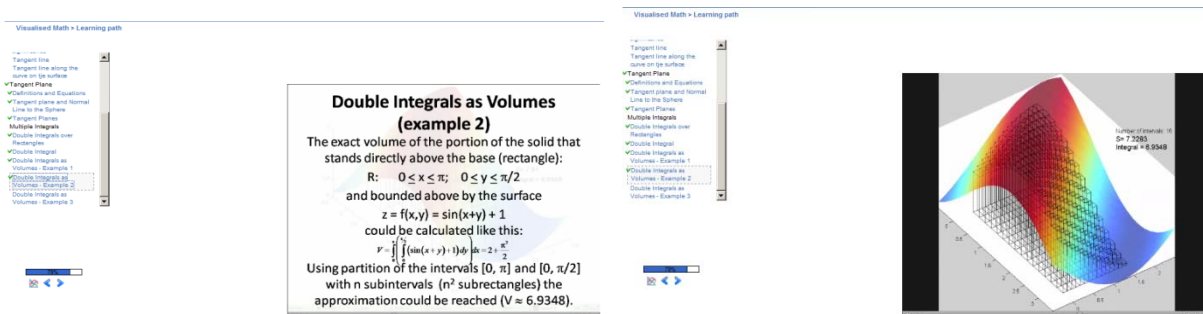 Visualised Math > Learning path
Tangent line
Tangent line along the
curve on tje surface
Tangent Plane
Definitions and Equations
Tangent plane and Normal
Line to the Sphere
Tangent Planes
Multiple Integrals
Double Integrals over
Rectangles
Double Integral
Double Integrals as
Volumes - Example 1
Double Integrals as
Volumes - Example 2
Double Integrals as
Volumes - Example 3
78%
Double Integrals as Volumes
(example 2)
The exact volume of the portion of the solid that
stands directly above the base (rectangle):
R: 0 ≤ x ≤ π; 0 ≤ y ≤ π/2
and bounded above by the surface
z = f(x,y) = sin(x+y) + 1
could be calculated like this:
Using partition of the intervals [0, π] and [0, π/2]
with n subintervals (n² subrectangles) the
approximation could be reached (V ≈ 6.9348).
Visualised Math > Learning path
Tangent line
Tangent line along the
curve on tje surface
Tangent Plane
Definitions and Equations
Tangent plane and Normal
Line to the Sphere
Tangent Planes
Multiple Integrals
Double Integrals over
Rectangles
Double Integral
Double Integrals as
Volumes - Example 1
Double Integrals as
Volumes - Example 2
Double Integrals as
Volumes - Example 3
Number of intervals: 16
Integral = 6.9348